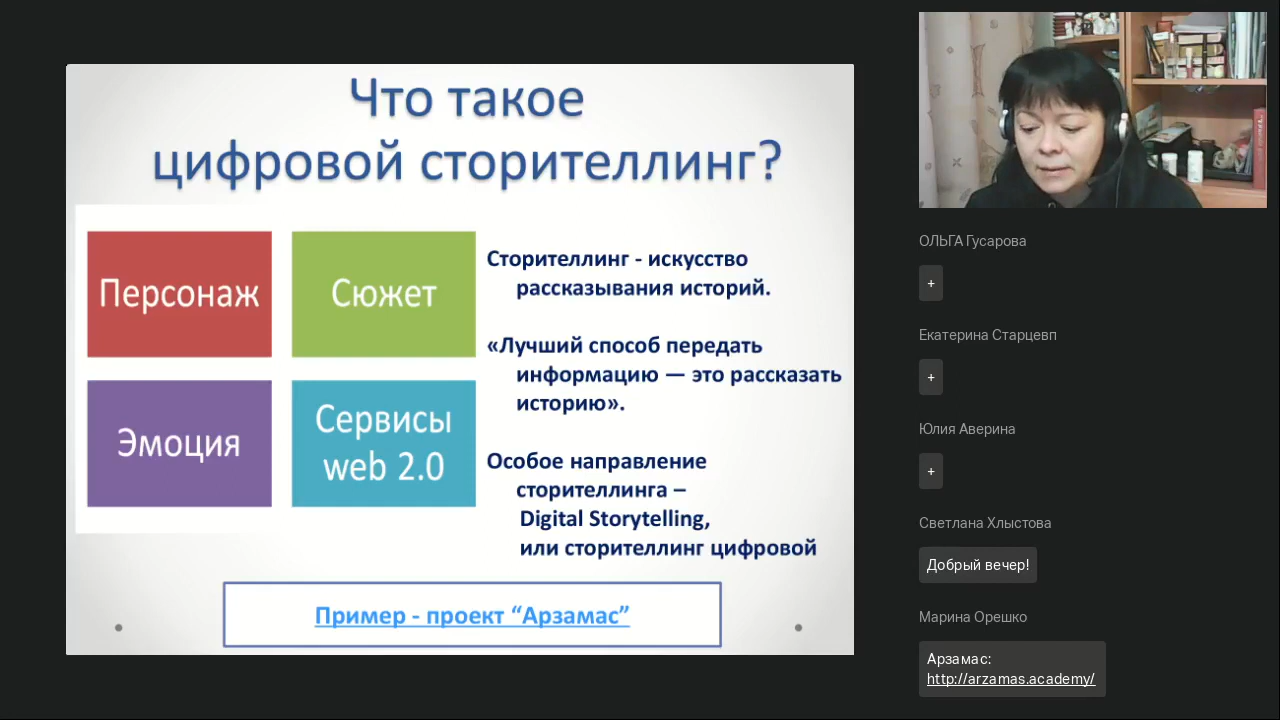 Что такое
цифровой сторителлинг?
Персонаж
Сюжет
Эмоция
Сервисы
web 2.0
Сторителлинг - искусство
рассказывания историй.
«Лучший способ передать
информацию — это рассказать
историю».
Особое направление
сторителлинга –
Digital Storytelling,
или сторителлинг цифровой
Пример - проект “Арзамас”
ОЛЬГА Гусарова
+
Екатерина Старцевп
+
Юлия Аверина
+
Светлана Хлыстова
Добрый вечер!
Марина Орешко
Арзамас:
http://arzamas.academy/